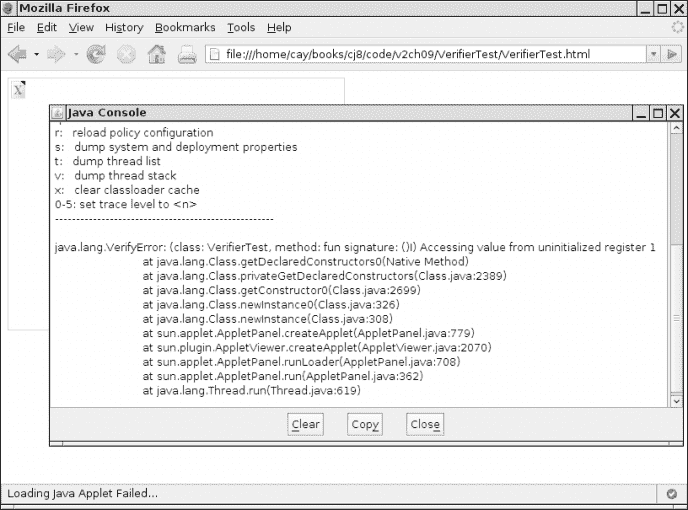 Mozilla Firefox
File Edit View History Bookmarks Tools Help
file:///home/cay/books/cj8/code/v2ch09/VerifierTest/VerifierTest.html
Java Console
r: reload policy configuration
s: dump system and deployment properties
t: dump thread list
v: dump thread stack
x: clear classloader cache
0-5: set trace level to <n>
----------------------------------------------------
java.lang.VerifyError: (class: VerifierTest, method: fun signature: ()I) Accessing value from uninitialized register 1
at java.lang.Class.getDeclaredConstructors0(Native Method)
at java.lang.Class.privateGetDeclaredConstructors(Class.java:2389)
at java.lang.Class.getConstructor0(Class.java:2699)
at java.lang.Class.newInstance0(Class.java:326)
at java.lang.Class.newInstance(Class.java:308)
at sun.applet.AppletPanel.createApplet(AppletPanel.java:779)
at sun.plugin.AppletViewer.createApplet(AppletViewer.java:2070)
at sun.applet.AppletPanel.runLoader(AppletPanel.java:708)
at sun.applet.AppletPanel.run(AppletPanel.java:362)
at java.lang.Thread.run(Thread.java:619)
Clear Copy Close
Loading Java Applet Failed...